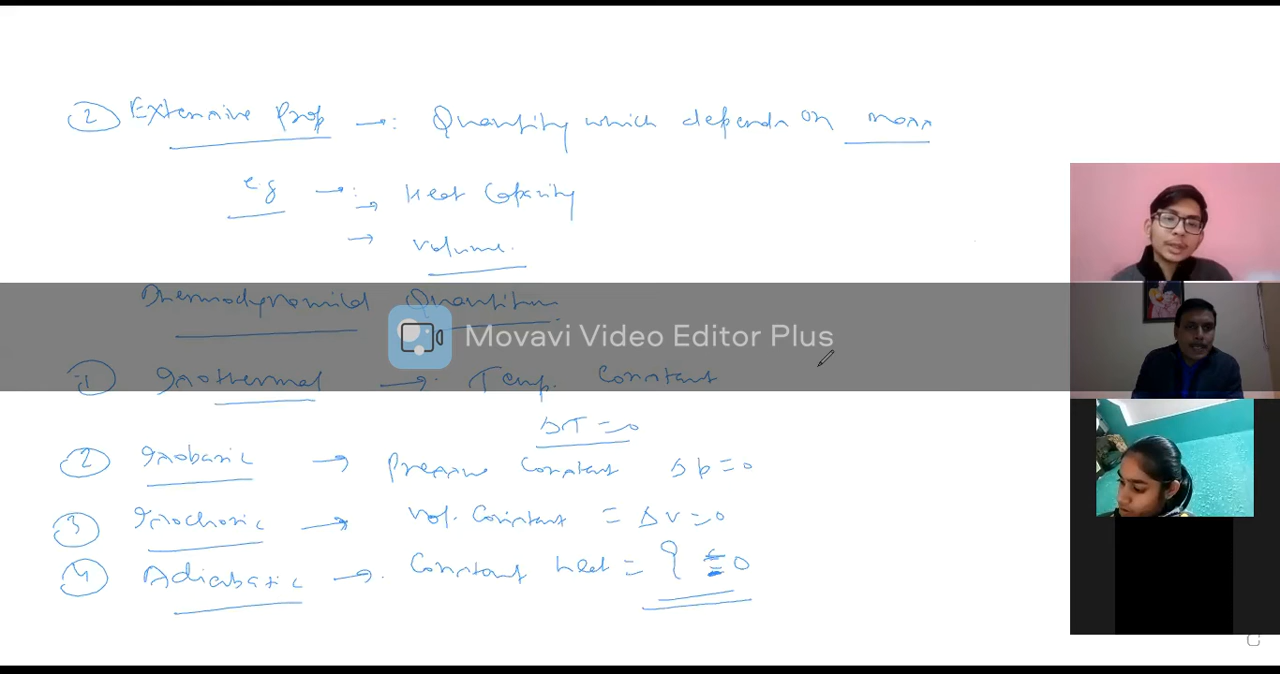 2 Extensive Prop →: Quantity which depends on mass
e.g →: → Heat Capacity
→ Volume.
Thermodynamical Quantities
Movavi Video Editor Plus
1 Isothermal →: Temp. Constant
ΔT = 0
2 Isobaric → Pressure Constant Δp = 0
3 Isochoric → Vol. Constant = ΔV = 0
4 Adiabatic →. Constant heat = q = 0